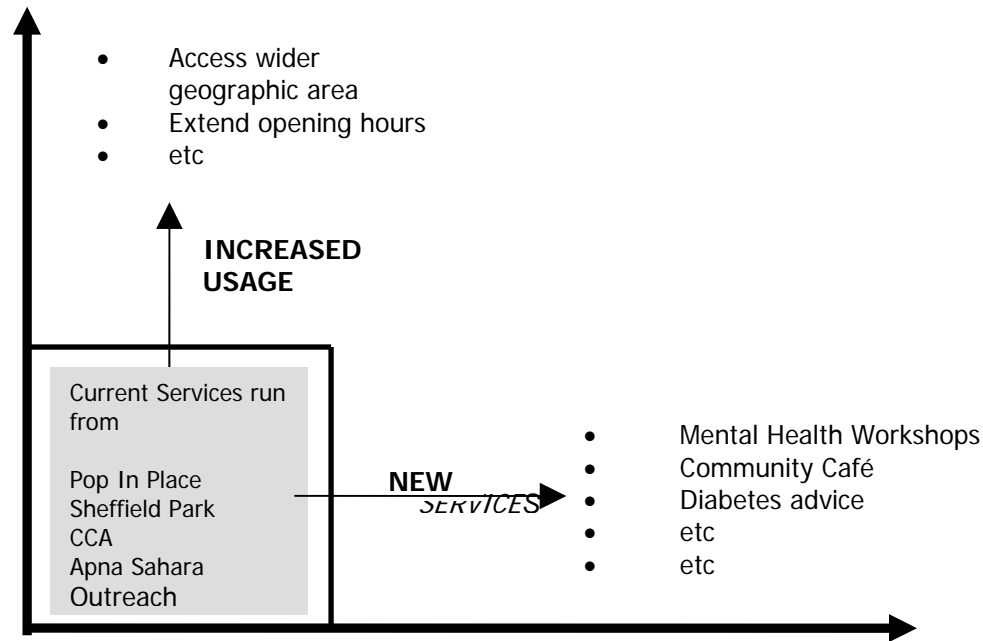 • Access wider
geographic area
• Extend opening hours
• etc
INCREASED
USAGE
Current Services run
from
Pop In Place
Sheffield Park
CCA
Apna Sahara
Outreach
NEW
SERVICES
• Mental Health Workshops
• Community Café
• Diabetes advice
• etc
• etc